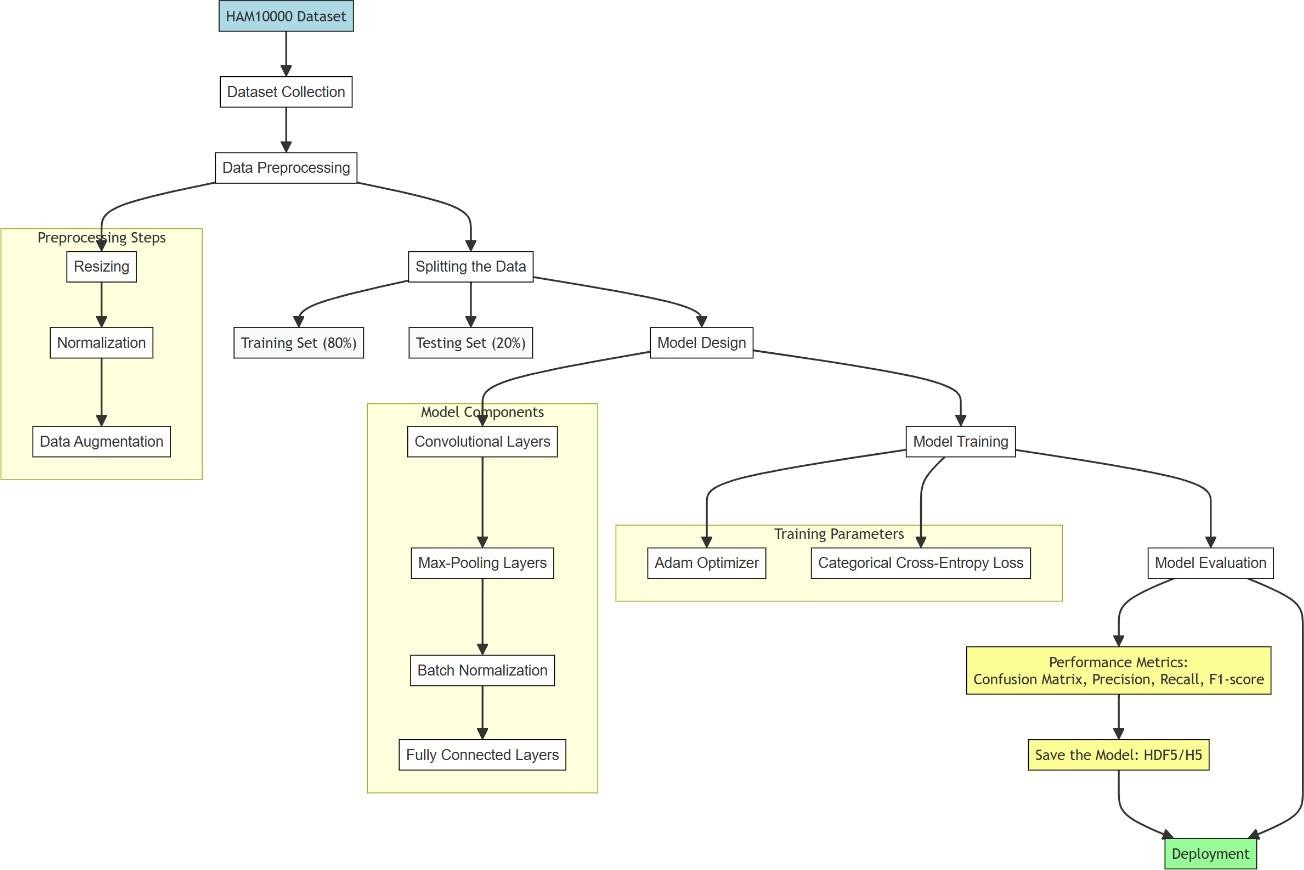 HAM10000 Dataset
Dataset Collection
Data Preprocessing
Preprocessing Steps
Resizing
Splitting the Data
Normalization
Training Set (80%)
Testing Set (20%)
Model Design
Data Augmentation
Model Components
Convolutional Layers
Model Training
Max-Pooling Layers
Training Parameters
Adam Optimizer
Categorical Cross-Entropy Loss
Model Evaluation
Batch Normalization
Performance Metrics:
Confusion Matrix, Precision, Recall, F1-score
Fully Connected Layers
Save the Model: HDF5/H5
Deployment